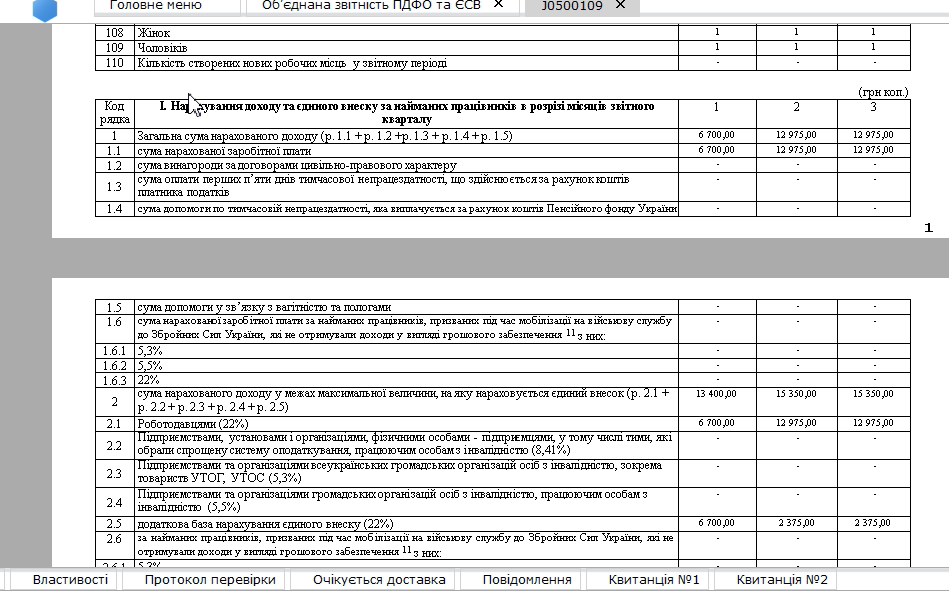 Головне меню Об'єднана звітність ПДФО та ЄСВ ✕ J0500109 ✕
108 Жінок 1 1 1
109 Чоловіків 1 1 1
110 Кількість створених нових робочих місць у звітному періоді - - -
(грн коп.)
Код рядка І. Нарахування доходу та єдиного внеску за найманих працівників в розрізі місяців звітного кварталу 1 2 3
1 Загальна сума нарахованого доходу (р. 1.1 + р. 1.2 + р. 1.3 + р. 1.4 + р. 1.5) 6 700,00 12 975,00 12 975,00
1.1 сума нарахованої заробітної плати 6 700,00 12 975,00 12 975,00
1.2 сума винагороди за договорами цивільно-правового характеру - - -
1.3 сума оплати перших п'яти днів тимчасової непрацездатності, що здійснюється за рахунок коштів - - -
платника податків
1.4 сума допомоги по тимчасовій непрацездатності, яка виплачується за рахунок коштів Пенсійного фонду України - - -
1
1.5 сума допомоги у зв'язку з вагітністю та пологами - - -
1.6 сума нарахованої заробітної плати за найманих працівників, призваних під час мобілізації на військову службу - - -
до Збройних Сил України, які не отримували доходи у вигляді грошового забезпечення 11 з них:
1.6.1 5,3% - - -
1.6.2 5,5% - - -
1.6.3 22% - - -
2 сума нарахованого доходу у межах максимальної величини, на яку нараховується єдиний внесок (р. 2.1 + 13 400,00 15 350,00 15 350,00
р. 2.2 + р. 2.3 + р. 2.4 + р. 2.5)
2.1 Роботодавцями (22%) 6 700,00 12 975,00 12 975,00
2.2 Підприємствами, установами і організаціями, фізичними особами - підприємцями, у тому числі тими, які - - -
обрали спрощену систему оподаткування, працюючим особам з інвалідністю (8,41%)
2.3 Підприємствами та організаціями всеукраїнських громадських організацій осіб з інвалідністю, зокрема - - -
товариств УТОГ, УТОС (5,3%)
2.4 Підприємствами та організаціями громадських організацій осіб з інвалідністю, працюючим особам з - - -
інвалідністю (5,5%)
2.5 додаткова база нарахування єдиного внеску (22%) 6 700,00 2 375,00 2 375,00
2.6 за найманих працівників, призваних під час мобілізації на військову службу до Збройних Сил України, які не - - -
отримували доходи у вигляді грошового забезпечення 11 з них:
2.6.1 5,3% - - -
Властивості Протокол перевірки Очікується доставка Повідомлення Квитанція №1 Квитанція №2